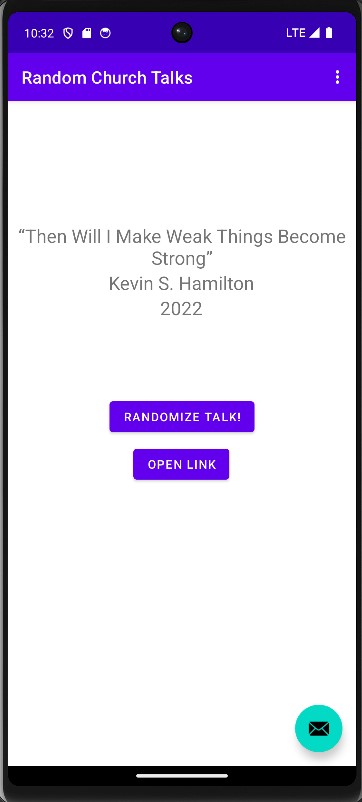 10:32 LTE
Random Church Talks
“Then Will I Make Weak Things Become
Strong”
Kevin S. Hamilton
2022
RANDOMIZE TALK!
OPEN LINK